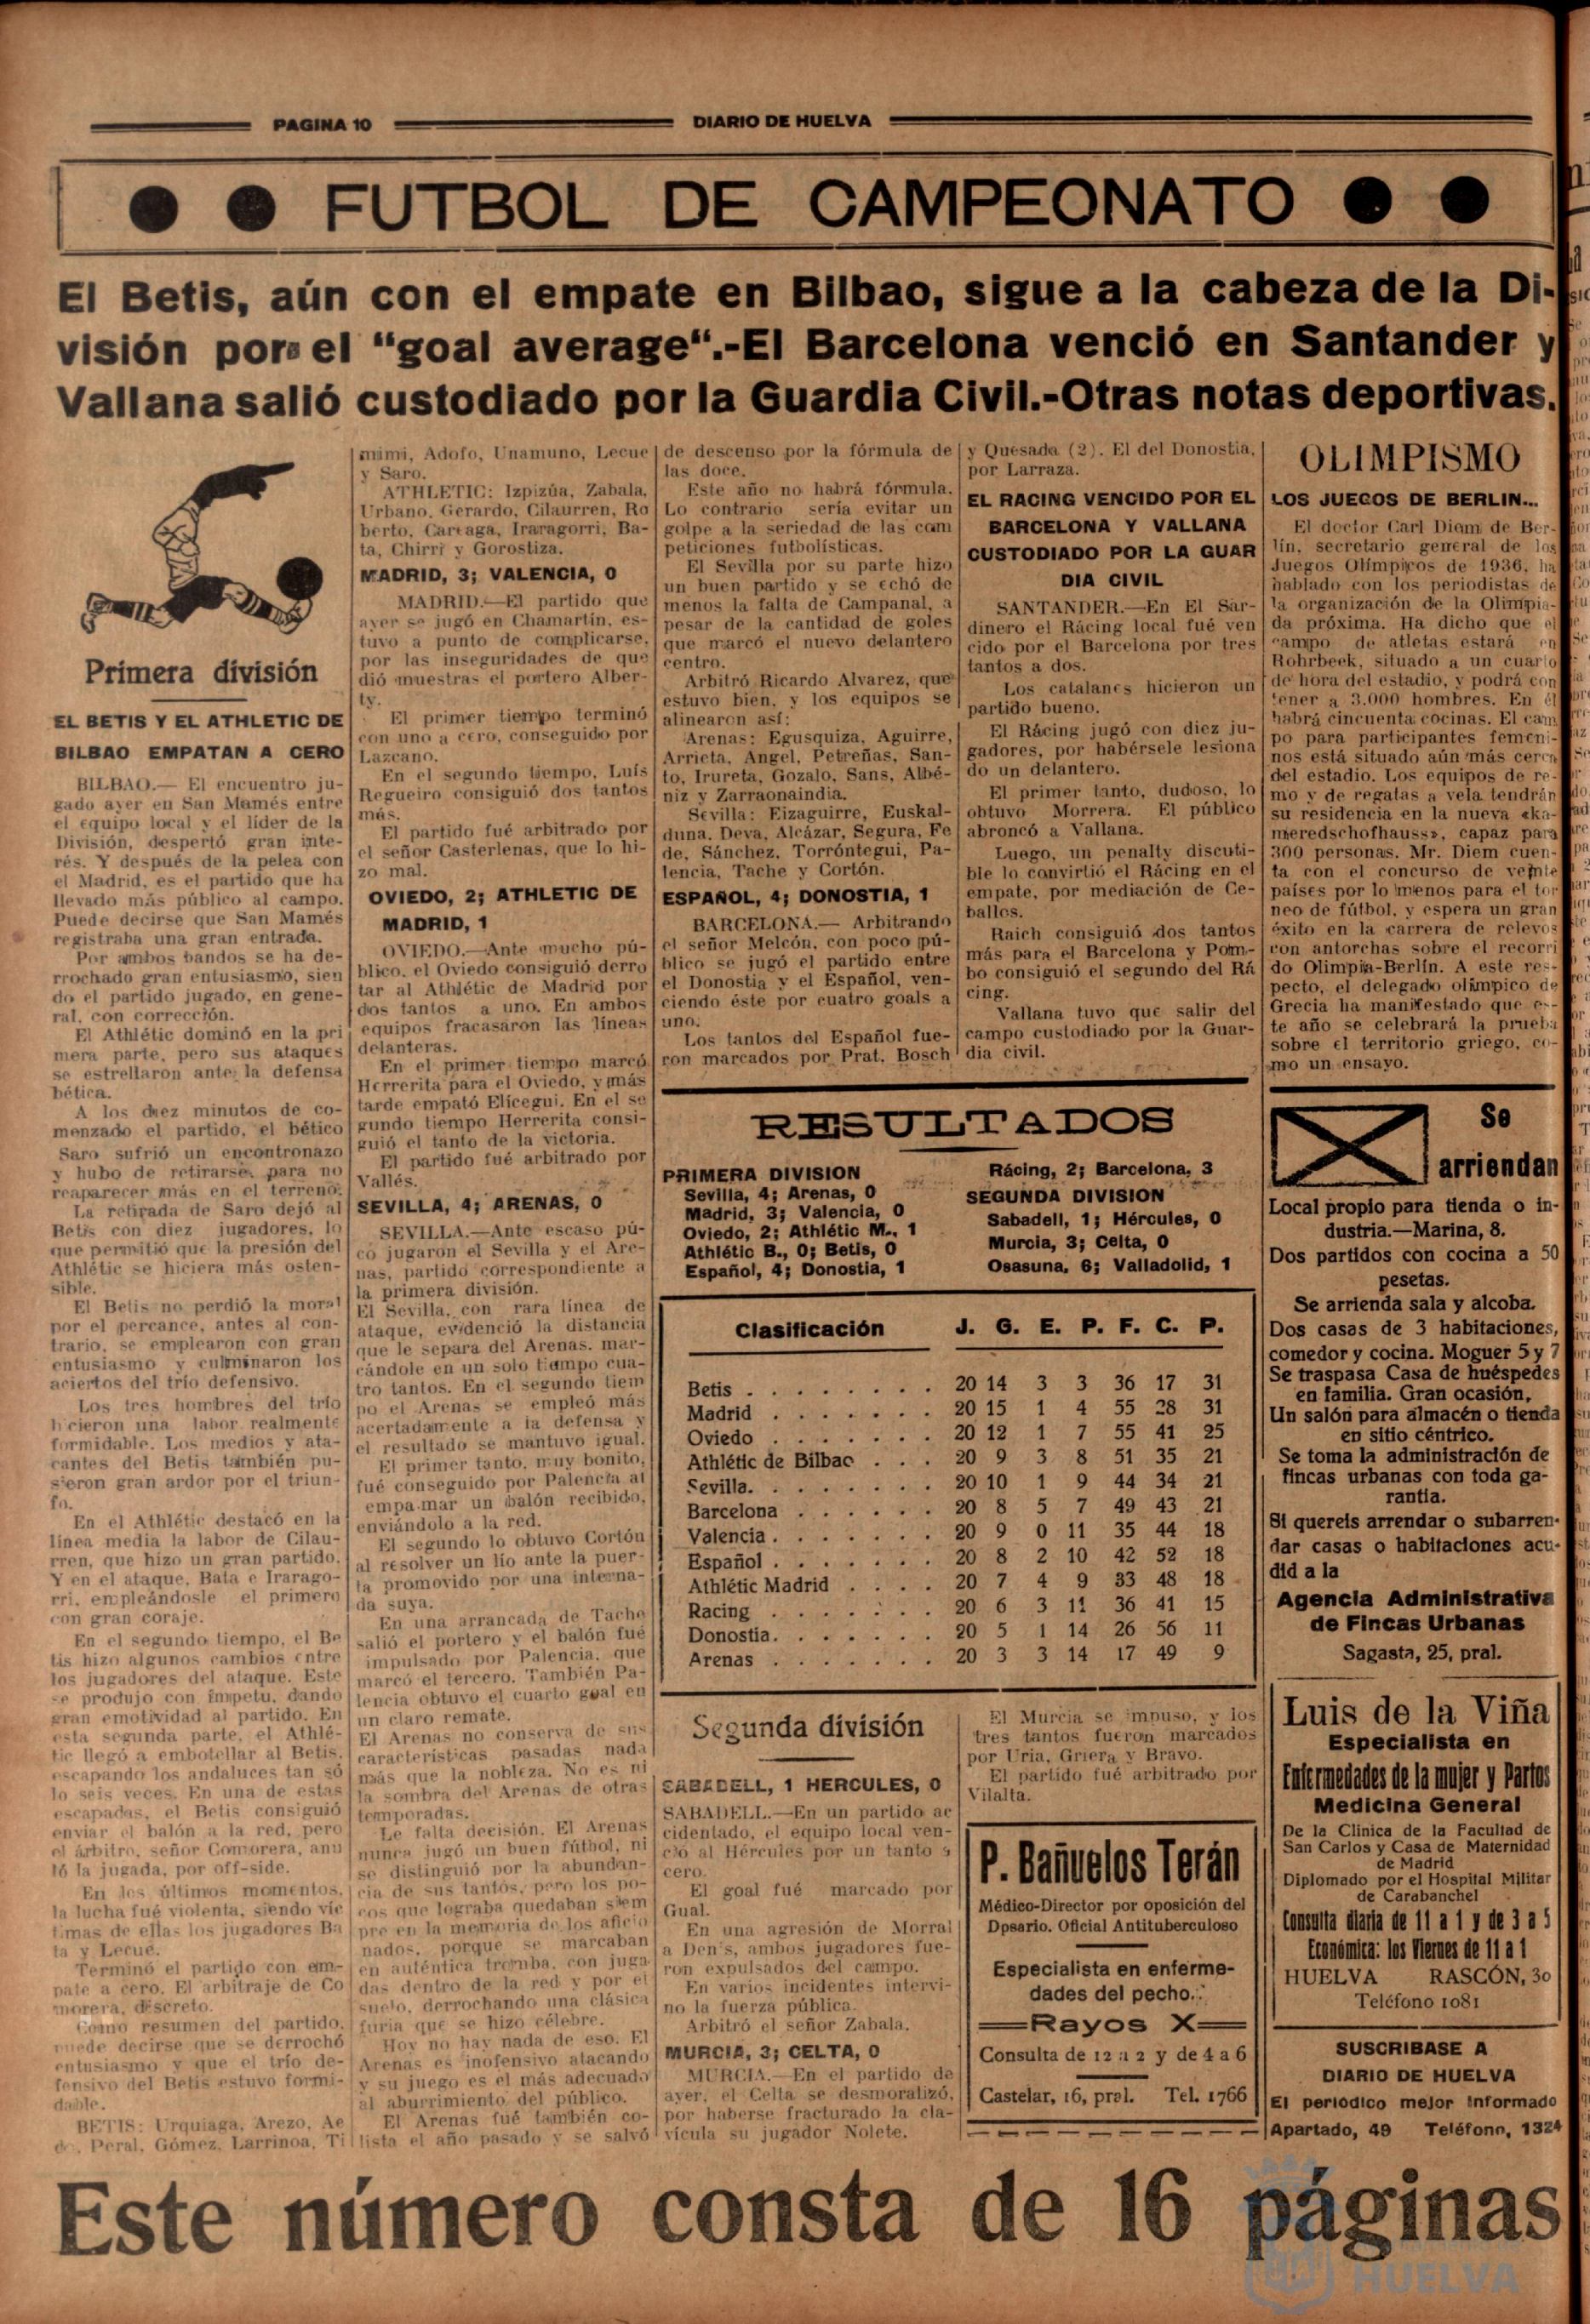 PAGINA 10
DIARIO DE HUELVA
FUTBOL DE CAMPEONATO
El Betis, aún con el empate en Bilbao, sigue a la cabeza de la Di-
visión por el “goal average“.-El Barcelona venció en Santander y
Vallana salió custodiado por la Guardia Civil.-Otras notas deportivas.
Primera división
EL BETIS Y EL ATHLETIC DE
BILBAO EMPATAN A CERO
BILBAO.— El encuentro ju-
gado ayer en San Mamés entre
el equipo local y el líder de la
División, despertó gran inte-
rés. Y después de la pelea con
el Madrid, es el partido que ha
llevado más público al campo.
Puede decirse que San Mamés
registraba una gran entrada.
Por ambos bandos se ha de-
rrochado gran entusiasmo, sien
do el partido jugado, en gene-
ral, con corrección.
El Athlétic dominó en la pri
mera parte, pero sus ataques
se estrellaron ante la defensa
bética.
A los diez minutos de co-
menzado el partido, el bético
Saro sufrió un encontronazo
y hubo de retirarse, para no
reaparecer más en el terreno.
La retirada de Saro dejó al
Betis con diez jugadores, lo
que permitió que la presión del
Athlétic se hiciera más osten-
sible.
El Betis no perdió la moral
por el percance, antes al con-
trario, se emplearon con gran
entusiasmo y culminaron los
aciertos del trío defensivo.
Los tres hombres del trío
hicieron una labor realmente
formidable. Los medios y ata-
cantes del Betis también pu-
sieron gran ardor por el triun-
fo.
En el Athlétic destacó en la
línea media la labor de Cilau-
rren, que hizo un gran partido.
Y en el ataque, Bata e Irarago-
rri, empleándosle el primero
con gran coraje.
En el segundo tiempo, el Be
tis hizo algunos cambios entre
los jugadores del ataque. Este
se produjo con ímpetu, dando
gran emotividad al partido. En
esta segunda parte, el Athlé-
tic llegó a embotellar al Betis,
escapando los andaluces tan só
lo seis veces. En una de estas
escapadas, el Betis consiguió
enviar el balón a la red, pero
el árbitro, señor Comorera, anu
ló la jugada, por off-side.
En los últimos momentos,
la lucha fué violenta, siendo víc
timas de ellas los jugadores Ba
ta y Lecue.
Terminó el partido con em-
pate a cero. El arbitraje de Co
morera, discreto.
Como resumen del partido,
puede decirse que se derrochó
entusiasmo y que el trío de-
fensivo del Betis estuvo formi-
dable.
BETIS: Urquiaga, Arezo, Ae
do, Peral, Gómez, Larrinoa, Ti
mimi, Adofo, Unamuno, Lecue
y Saro.
ATHLETIC: Izpizúa, Zabala,
Urbano, Gerardo, Cilaurren, Ro
berto, Careaga, Iraragorri, Ba-
ta, Chirri y Gorostiza.
MADRID, 3; VALENCIA, 0
MADRID.—El partido que
ayer se jugó en Chamartín, es-
tuvo a punto de complicarse,
por las inseguridades de que
dió muestras el portero Alber-
ty.
El primer tiempo terminó
con uno a cero, conseguido por
Lazcano.
En el segundo tiempo, Luís
Regueiro consiguió dos tantos
más.
El partido fué arbitrado por
el señor Casterlenas, que lo hi-
zo mal.
OVIEDO, 2; ATHLETIC DE
MADRID, 1
OVIEDO.—Ante mucho pú-
blico, el Oviedo consiguió derro
tar al Athlétic de Madrid por
dos tantos a uno. En ambos
equipos fracasaron las líneas
delanteras.
En el primer tiempo marcó
Herrerita para el Oviedo, y más
tarde empató Elícegui. En el se
gundo tiempo Herrerita consi-
guió el tanto de la victoria.
El partido fué arbitrado por
Vallés.
SEVILLA, 4; ARENAS, 0
SEVILLA.—Ante escaso pú-
co jugaron el Sevilla y el Are-
nas, partido correspondiente a
la primera división.
El Sevilla, con rara línea de
ataque, evidenció la distancia
que le separa del Arenas, mar-
cándole en un solo tiempo cua-
tro tantos. En el segundo tiem
po el Arenas se empleó más
acertadamente a la defensa y
el resultado se mantuvo igual.
El primer tanto, muy bonito,
fué conseguido por Palencia al
empa mar un balón recibido,
enviándolo a la red.
El segundo lo obtuvo Cortón
al resolver un lío ante la puer-
ta promovido por una interna-
da suya.
En una arrancada de Tache
salió el portero y el balón fué
impulsado por Palencia, que
marcó el tercero. También Pa-
lencia obtuvo el cuarto goal en
un claro remate.
El Arenas no conserva de sus
características pasadas nada
más que la nobleza. No es ni
la sombra del Arenas de otras
temporadas.
Le falta decisión. El Arenas
nunca jugó un buen fútbol, ni
se distinguió por la abundan-
cia de sus tantos, pero los po-
cos que lograba quedaban siem
pre en la memoria de los aficio
nados, porque se marcaban
en auténtica tromba, con juga
das dentro de la red y por el
suelo, derrochando una clásica
furia que se hizo célebre.
Hoy no hay nada de eso. El
Arenas es inofensivo atacando
y su juego es el más adecuado
al aburrimiento del público.
El Arenas fué también co-
lista el año pasado y se salvó
de descenso por la fórmula de
las doce.
Este año no habrá fórmula.
Lo contrario sería evitar un
golpe a la seriedad de las com
peticiones futbolísticas.
El Sevilla por su parte hizo
un buen partido y se echó de
menos la falta de Campanal, a
pesar de la cantidad de goles
que marcó el nuevo delantero
centro.
Arbitró Ricardo Alvarez, que
estuvo bien, y los equipos se
alinearon así:
Arenas: Egusquiza, Aguirre,
Arrieta, Angel, Petreñas, San-
to, Irureta, Gozalo, Sans, Albé-
niz y Zarraonaindia.
Sevilla: Eizaguirre, Euskal-
duna, Deva, Alcázar, Segura, Fe
de, Sánchez, Torróntegui, Pa-
lencia, Tache y Cortón.
ESPAÑOL, 4; DONOSTIA, 1
BARCELONA.— Arbitrando
el señor Melcón, con poco pú-
blico se jugó el partido entre
el Donostia y el Español, ven-
ciendo éste por cuatro goals a
uno.
Los tantos del Español fue-
ron marcados por Prat, Bosch
y Quesada (2). El del Donostia,
por Larraza.
EL RACING VENCIDO POR EL
BARCELONA Y VALLANA
CUSTODIADO POR LA GUAR
DIA CIVIL
SANTANDER.—En El Sar-
dinero el Rácing local fué ven
cido por el Barcelona por tres
tantos a dos.
Los catalanes hicieron un
partido bueno.
El Rácing jugó con diez ju-
gadores, por habérsele lesiona
do un delantero.
El primer tanto, dudoso, lo
obtuvo Morrera. El público
abroncó a Vallana.
Luego, un penalty discuti-
ble lo convirtió el Rácing en el
empate, por mediación de Ce-
ballos.
Raich consiguió dos tantos
más para el Barcelona y Pom-
bo consiguió el segundo del Rá
cing.
Vallana tuvo que salir del
campo custodiado por la Guar-
dia civil.
OLIMPISMO
LOS JUEGOS DE BERLIN...
El doctor Carl Diem de Ber-
lín, secretario general de los
Juegos Olímpicos de 1936, ha
hablado con los periodistas de
la organización de la Olimpia-
da próxima. Ha dicho que el
campo de atletas estará en
Rohrbeek, situado a un cuarto
de hora del estadio, y podrá con
tener a 3.000 hombres. En él
habrá cincuenta cocinas. El cam
po para participantes femeni-
nos está situado aún más cerca
del estadio. Los equipos de re-
mo y de regatas a vela tendrán
su residencia en la nueva «ka-
meredschofhauss», capaz para
300 personas. Mr. Diem cuen-
ta con el concurso de veinte
países por lo menos para el tor
neo de fútbol, y espera un gran
éxito en la carrera de relevos
con antorchas sobre el recorri
do Olimpia-Berlín. A este res-
pecto, el delegado olímpico de
Grecia ha manifestado que es-
te año se celebrará la prueba
sobre el territorio griego, co-
mo un ensayo.
RESULTADOS
PRIMERA DIVISION
Sevilla, 4; Arenas, 0
Madrid, 3; Valencia, 0
Oviedo, 2; Athlétic M., 1
Athlétic B., 0; Betis, 0
Español, 4; Donostia, 1
Rácing, 2; Barcelona, 3
SEGUNDA DIVISION
Sabadell, 1; Hércules, 0
Murcia, 3; Celta, 0
Osasuna, 6; Valladolid, 1
Clasificación J. G. E. P. F. C. P.
Betis . . . . . . . . 20 14 3 3 36 17 31
Madrid . . . . . . . 20 15 1 4 55 28 31
Oviedo . . . . . . . 20 12 1 7 55 41 25
Athlétic de Bilbao . . . 20 9 3 8 51 35 21
Sevilla. . . . . . . . 20 10 1 9 44 34 21
Barcelona . . . . . . 20 8 5 7 49 43 21
Valencia . . . . . . . 20 9 0 11 35 44 18
Español . . . . . . . 20 8 2 10 42 52 18
Athlétic Madrid . . . . 20 7 4 9 33 48 18
Racing . . . . . . . 20 6 3 11 36 41 15
Donostia. . . . . . . 20 5 1 14 26 56 11
Arenas . . . . . . . 20 3 3 14 17 49 9
Segunda división
SABADELL, 1 HERCULES, 0
SABADELL.—En un partido ac
cidentado, el equipo local ven-
ció al Hércules por un tanto a
cero.
El goal fué marcado por
Gual.
En una agresión de Morral
a Den's, ambos jugadores fue-
ron expulsados del campo.
En varios incidentes intervi-
no la fuerza pública.
Arbitró el señor Zabala.
MURCIA, 3; CELTA, 0
MURCIA.—En el partido de
ayer, el Celta se desmoralizó,
por haberse fracturado la cla-
vícula su jugador Nolete.
El Murcia se impuso, y los
tres tantos fueron marcados
por Uria, Griera y Bravo.
El partido fué arbitrado por
Vilalta.
P. Bañuelos Terán
Médico-Director por oposición del
Dpsario. Oficial Antituberculoso
Especialista en enferme-
dades del pecho.
Rayos X
Consulta de 12 a 2 y de 4 a 6
Castelar, 16, pral. Tel. 1766
Se
arriendan
Local propio para tienda o in-
dustria.—Marina, 8.
Dos partidos con cocina a 50
pesetas.
Se arrienda sala y alcoba.
Dos casas de 3 habitaciones,
comedor y cocina. Moguer 5 y 7
Se traspasa Casa de huéspedes
en familia. Gran ocasión,
Un salón para almacén o tienda
en sitio céntrico.
Se toma la administración de
fincas urbanas con toda ga-
rantia.
Si quereis arrendar o subarren-
dar casas o habitaciones acu-
did a la
Agencia Administrativa
de Fincas Urbanas
Sagasta, 25, pral.
Luis de la Viña
Especialista en
Enfermedades de la mujer y Partos
Medicina General
De la Clinica de la Facultad de
San Carlos y Casa de Maternidad
de Madrid
Diplomado por el Hospital Militar
de Carabanchel
Consulta diaria de 11 a 1 y de 3 a 5
Económica: los Viernes de 11 a 1
HUELVA RASCÓN, 30
Teléfono 1081
SUSCRIBASE A
DIARIO DE HUELVA
El periódico mejor informado
Apartado, 49 Teléfono, 1324
Este número consta de 16 páginas
HUELVA